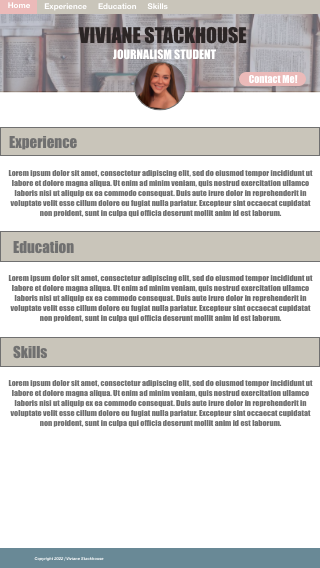 Home Experience Education Skills
VIVIANE STACKHOUSE
JOURNALISM STUDENT
Contact Me!
Experience
Lorem ipsum dolor sit amet, consectetur adipiscing elit, sed do eiusmod tempor incididunt ut
labore et dolore magna aliqua. Ut enim ad minim veniam, quis nostrud exercitation ullamco
laboris nisi ut aliquip ex ea commodo consequat. Duis aute irure dolor in reprehenderit in
voluptate velit esse cillum dolore eu fugiat nulla pariatur. Excepteur sint occaecat cupidatat
non proident, sunt in culpa qui officia deserunt mollit anim id est laborum.
Education
Lorem ipsum dolor sit amet, consectetur adipiscing elit, sed do eiusmod tempor incididunt ut
labore et dolore magna aliqua. Ut enim ad minim veniam, quis nostrud exercitation ullamco
laboris nisi ut aliquip ex ea commodo consequat. Duis aute irure dolor in reprehenderit in
voluptate velit esse cillum dolore eu fugiat nulla pariatur. Excepteur sint occaecat cupidatat
non proident, sunt in culpa qui officia deserunt mollit anim id est laborum.
Skills
Lorem ipsum dolor sit amet, consectetur adipiscing elit, sed do eiusmod tempor incididunt ut
labore et dolore magna aliqua. Ut enim ad minim veniam, quis nostrud exercitation ullamco
laboris nisi ut aliquip ex ea commodo consequat. Duis aute irure dolor in reprehenderit in
voluptate velit esse cillum dolore eu fugiat nulla pariatur. Excepteur sint occaecat cupidatat
non proident, sunt in culpa qui officia deserunt mollit anim id est laborum.
Copyright 2022 | Viviane Stackhouse